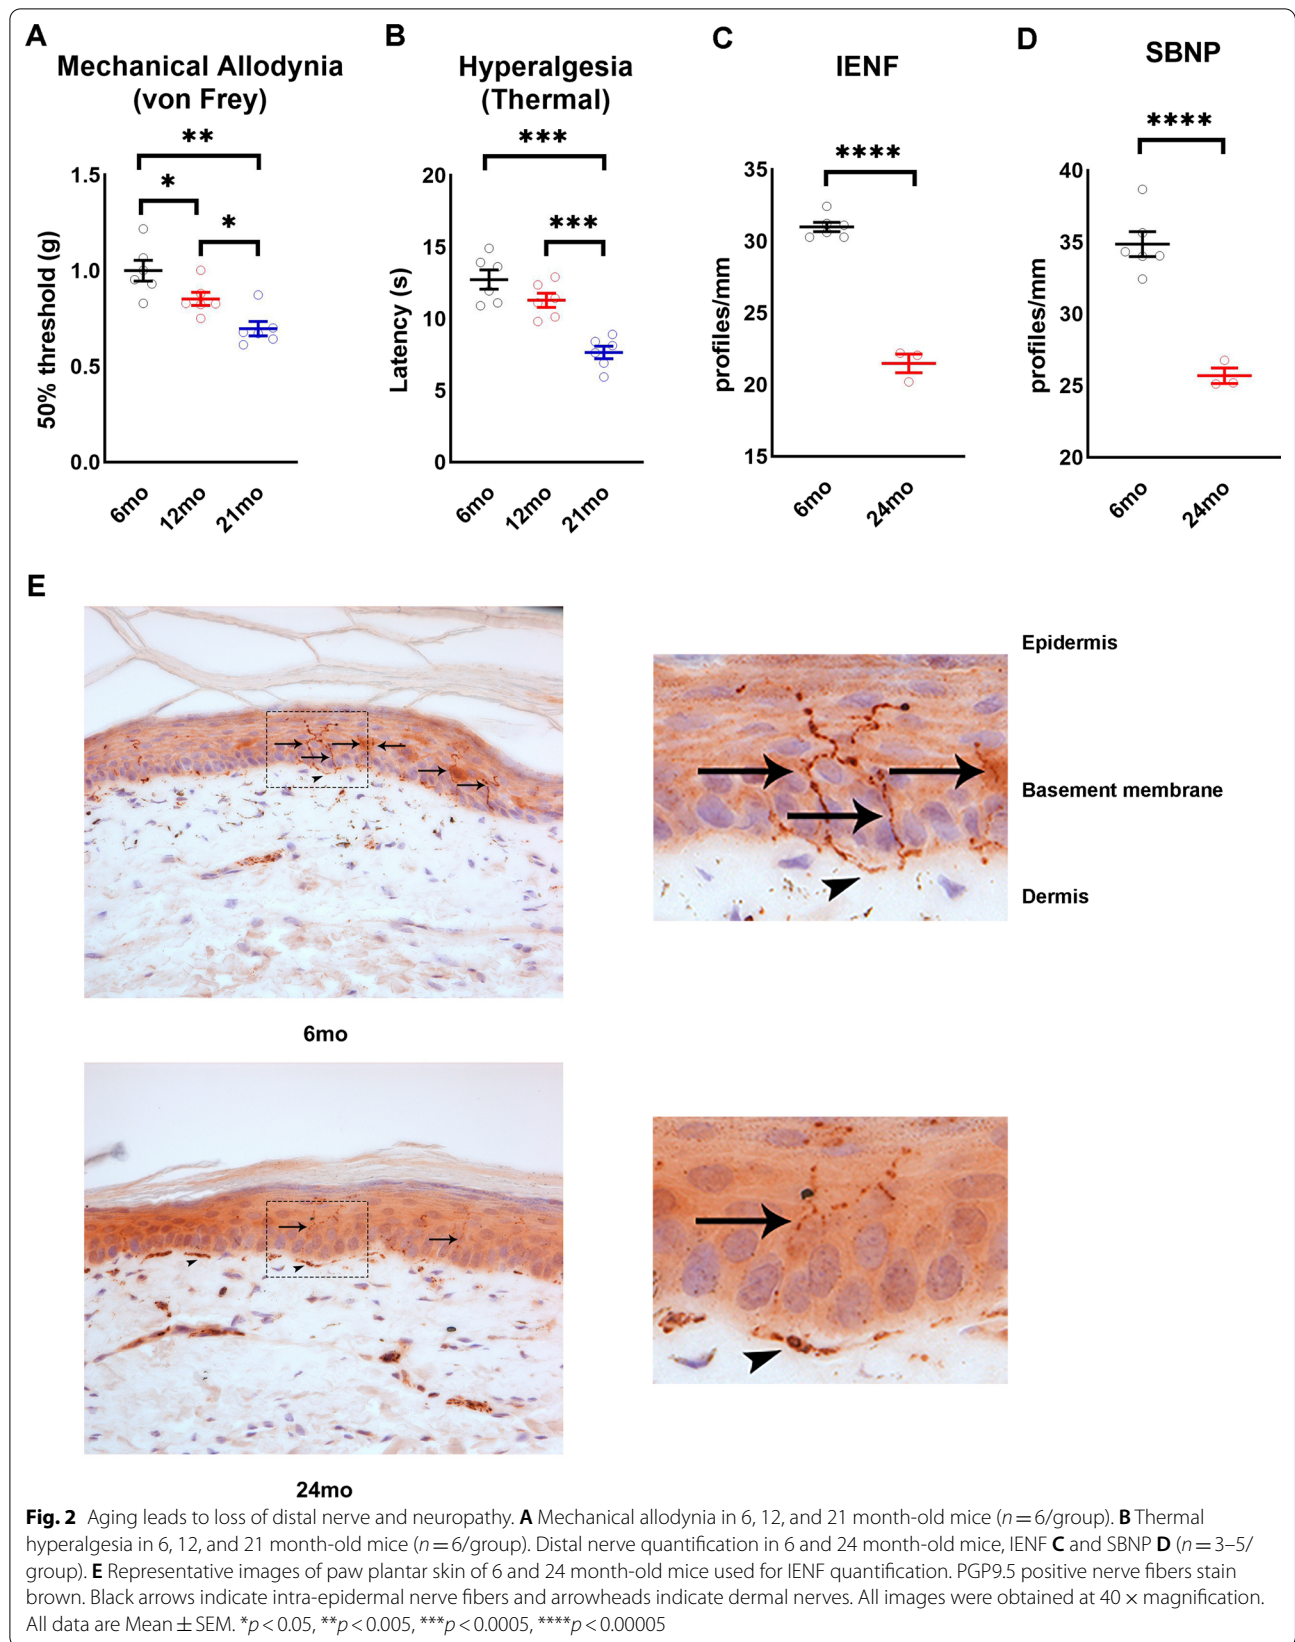 A
Mechanical Allodynia
(von Frey)
**
*
*
50% threshold (g)
1.5
1.0
0.5
0.0
6mo
12mo
21mo
B
Hyperalgesia
(Thermal)
***
***
Latency (s)
20
15
10
5
0
6mo
12mo
21mo
C
IENF
****
profiles/mm
35
30
25
20
15
6mo
24mo
D
SBNP
****
profiles/mm
40
35
30
25
20
6mo
24mo
E
Epidermis
Basement membrane
Dermis
6mo
24mo
Fig. 2 Aging leads to loss of distal nerve and neuropathy. A Mechanical allodynia in 6, 12, and 21 month-old mice (n = 6/group). B Thermal
hyperalgesia in 6, 12, and 21 month-old mice (n = 6/group). Distal nerve quantification in 6 and 24 month-old mice, IENF C and SBNP D (n = 3–5/
group). E Representative images of paw plantar skin of 6 and 24 month-old mice used for IENF quantification. PGP9.5 positive nerve fibers stain
brown. Black arrows indicate intra-epidermal nerve fibers and arrowheads indicate dermal nerves. All images were obtained at 40 × magnification.
All data are Mean ± SEM. *p < 0.05, **p < 0.005, ***p < 0.0005, ****p < 0.00005